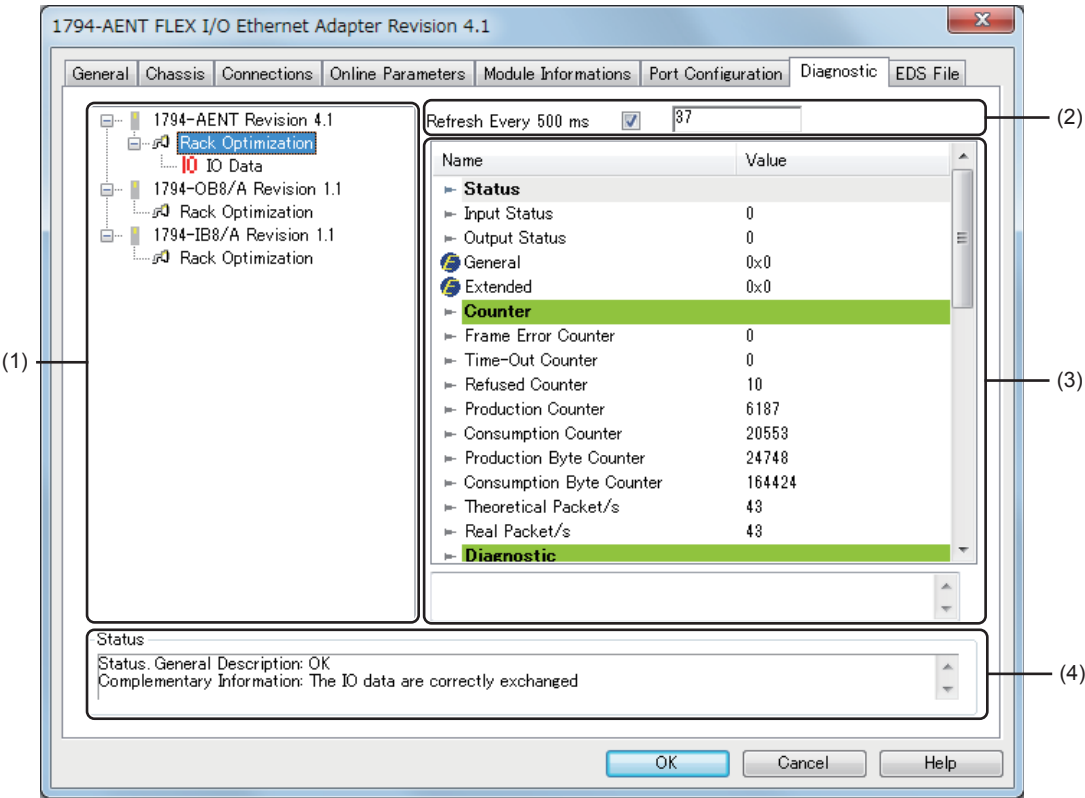 1794-AENT FLEX I/O Ethernet Adapter Revision 4.1
General Chassis Connections Online Parameters Module Informations Port Configuration Diagnostic EDS File
1794-AENT Revision 4.1
Rack Optimization
IO IO Data
1794-OB8/A Revision 1.1
Rack Optimization
1794-IB8/A Revision 1.1
Rack Optimization
(1)
Refresh Every 500 ms 37
(2)
Name Value
Status
Input Status 0
Output Status 0
General 0x0
Extended 0x0
Counter
Frame Error Counter 0
Time-Out Counter 0
Refused Counter 10
Production Counter 6187
Consumption Counter 20553
Production Byte Counter 24748
Consumption Byte Counter 164424
Theoretical Packet/s 43
Real Packet/s 43
Diagnostic
(3)
Status
Status. General Description: OK
Complementary Information: The IO data are correctly exchanged
(4)
OK Cancel Help